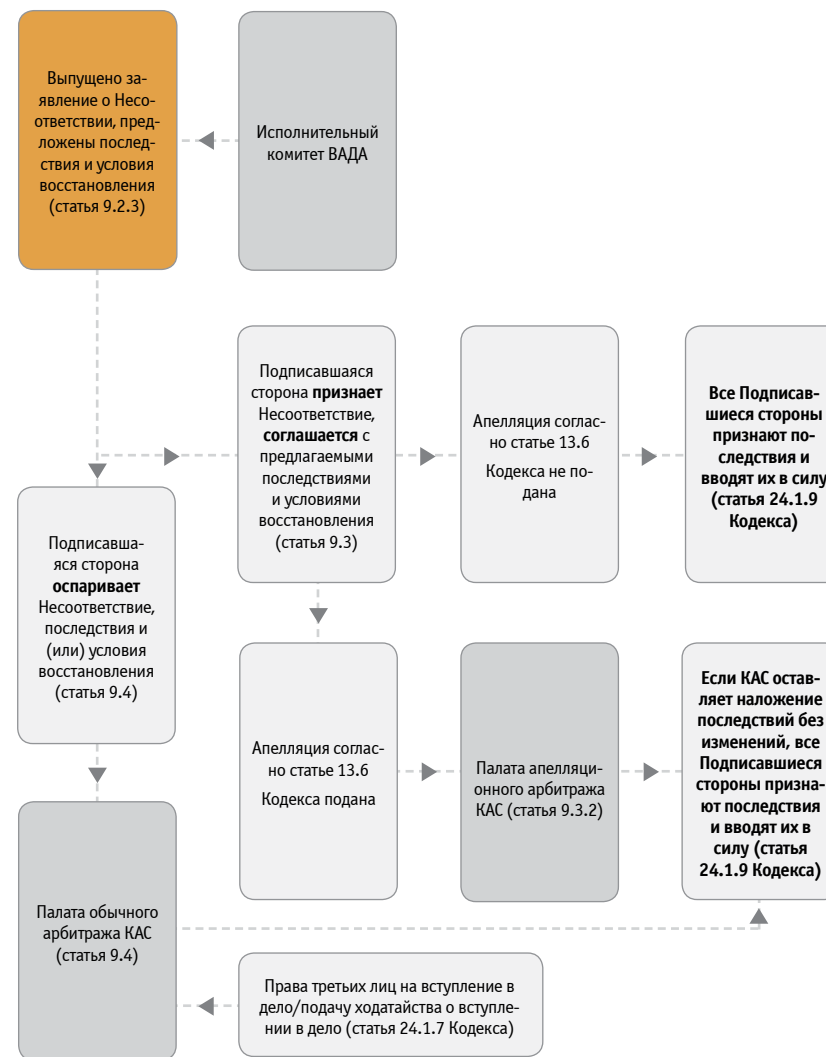 Выпущено за-
явление о Несо-
ответствии, пред-
ложены послед-
ствия и условия
восстановления
(статья 9.2.3)
Исполнительный
комитет ВАДА
Подписавшаяся
сторона признает
Несоответствие,
соглашается с
предлагаемыми
последствиями
и условиями
восстановления
(статья 9.3)
Апелляция соглас-
но статье 13.6
Кодекса не по-
дана
Все Подписав-
шиеся стороны
признают по-
следствия и
вводят их в силу
(статья 24.1.9
Кодекса)
Подписавша-
яся сторона
оспаривает
Несоответствие,
последствия и
(или) условия
восстановления
(статья 9.4)
Апелляция соглас-
но статье 13.6
Кодекса подана
Палата апелляци-
онного арбитража
КАС (статья 9.3.2)
Если КАС остав-
ляет наложение
последствий без
изменений, все
Подписавшиеся
стороны призна-
ют последствия
и вводят их в
силу (статья
24.1.9 Кодекса)
Палата обычного
арбитража КАС
(статья 9.4)
Права третьих лиц на вступление в
дело/подачу ходатайства о вступле-
нии в дело (статья 24.1.7 Кодекса)